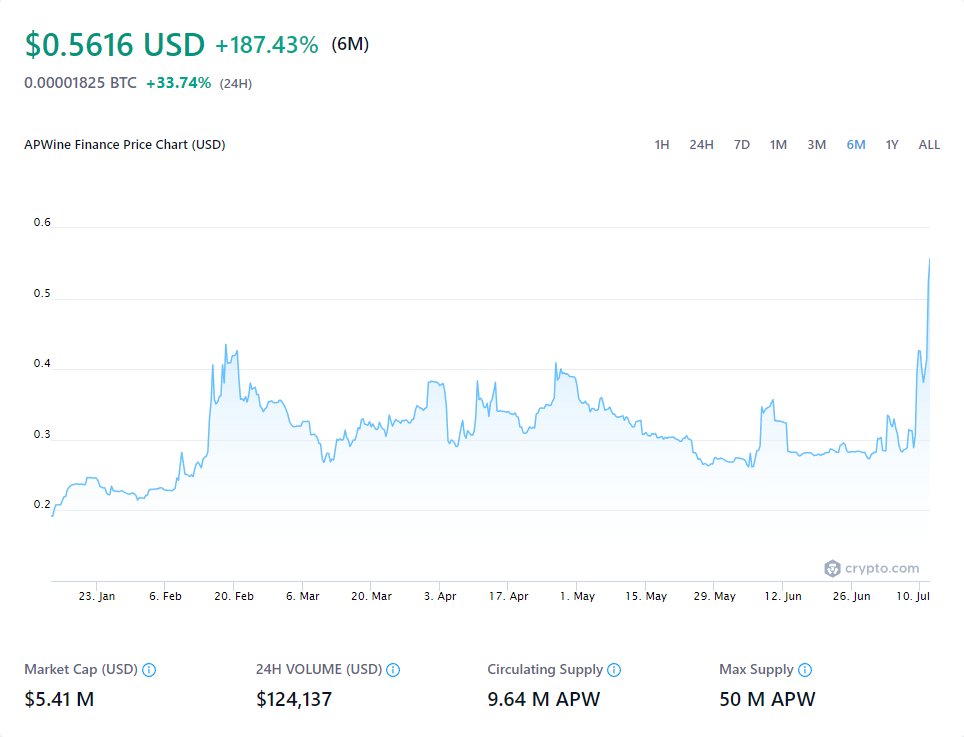 $0.5616 USD +187.43% (6M)
0.00001825 BTC +33.74% (24H)
APWine Finance Price Chart (USD) 1H 24H 7D 1M 3M 6M 1Y ALL
0.6
0.5
0.4
0.3
0.2
crypto.com
23. Jan 6. Feb 20. Feb 6. Mar 20. Mar 3. Apr 17. Apr 1. May 15. May 29. May 12. Jun 26. Jun 10. Jul
Market Cap (USD) 24H VOLUME (USD) Circulating Supply Max Supply
$5.41 M $124,137 9.64 M APW 50 M APW